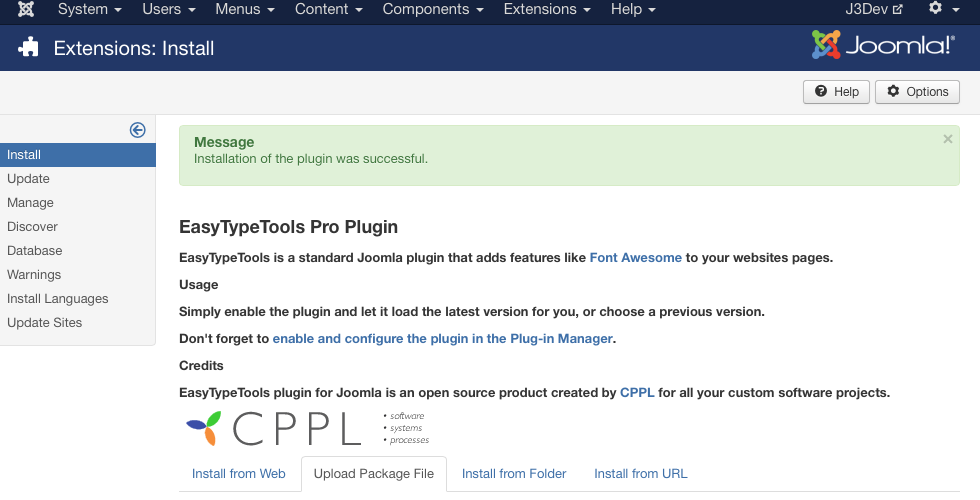 System Users Menus Content Components Extensions Help J3Dev
Extensions: Install
Joomla!®
Help Options
Install
Update
Manage
Discover
Database
Warnings
Install Languages
Update Sites
Message
Installation of the plugin was successful.
×
EasyTypeTools Pro Plugin
EasyTypeTools is a standard Joomla plugin that adds features like Font Awesome to your websites pages.
Usage
Simply enable the plugin and let it load the latest version for you, or choose a previous version.
Don't forget to enable and configure the plugin in the Plug-in Manager.
Credits
EasyTypeTools plugin for Joomla is an open source product created by CPPL for all your custom software projects.
CPPL
• software
• systems
• processes
Install from Web Upload Package File Install from Folder Install from URL